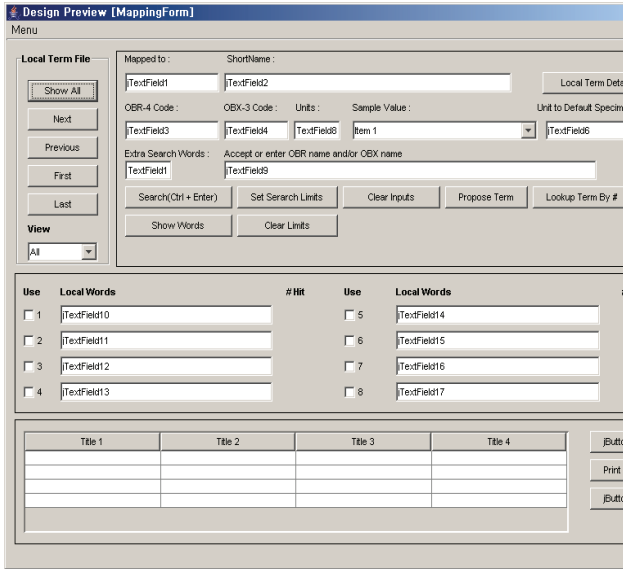 Design Preview [MappingForm]
Menu
Local Term File
Show All
Next
Previous
First
Last
View
All
Mapped to :
ShortName :
jTextField1
jTextField2
Local Term Deta
OBR-4 Code :
OBX-3 Code :
Units :
Sample Value :
Unit to Default Specim
jTextField3
jTextField4
TextField8
Item 1
jTextField6
Extra Search Words :
Accept or enter OBR name and/or OBX name
TextField1
jTextField9
Search(Ctrl + Enter)
Set Serarch Limits
Clear Inputs
Propose Term
Lookup Term By #
Show Words
Clear Limits
Use Local Words #Hit Use Local Words
1 jTextField10 5 jTextField14
2 jTextField11 6 jTextField15
3 jTextField12 7 jTextField16
4 jTextField13 8 jTextField17
Title 1 Title 2 Title 3 Title 4
jButto
Print
jButto